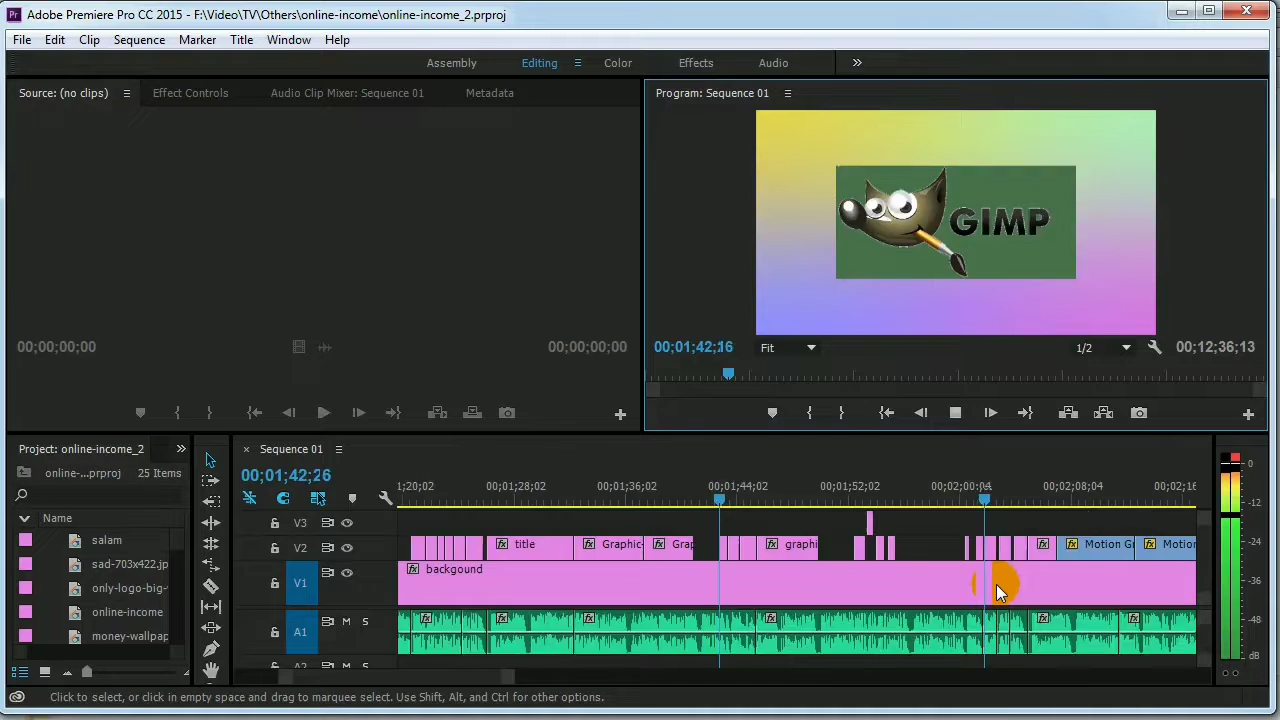 Adobe Premiere Pro CC 2015 - F:\Video\TV\Others\online-income\online-income_2.prproj
File Edit Clip Sequence Marker Title Window Help
Assembly Editing Color Effects Audio
Source: (no clips) Effect Controls Audio Clip Mixer: Sequence 01 Metadata
Program: Sequence 01
GIMP
00;00;00;00 00;00;00;00
00;01;42;16 Fit 1/2 00;12;36;13
Project: online-income_2
online-...prproj 25 Items
Name
salam
sad-703x422.jp
only-logo-big-
online-income
money-wallpap
Sequence 01
00;01;42;26
1;20;02 00;01;28;02 00;01;36;02 00;01;44;02 00;01;52;02 00;02;00;04 00;02;08;04 00;02;16
V3
V2 title Graphic- Grap graphi Motion Gr Motion
V1 backgound
A1 M S
A2 M S
0
-12
-24
-36
-48
dB
Click to select, or click in empty space and drag to marquee select. Use Shift, Alt, and Ctrl for other options.